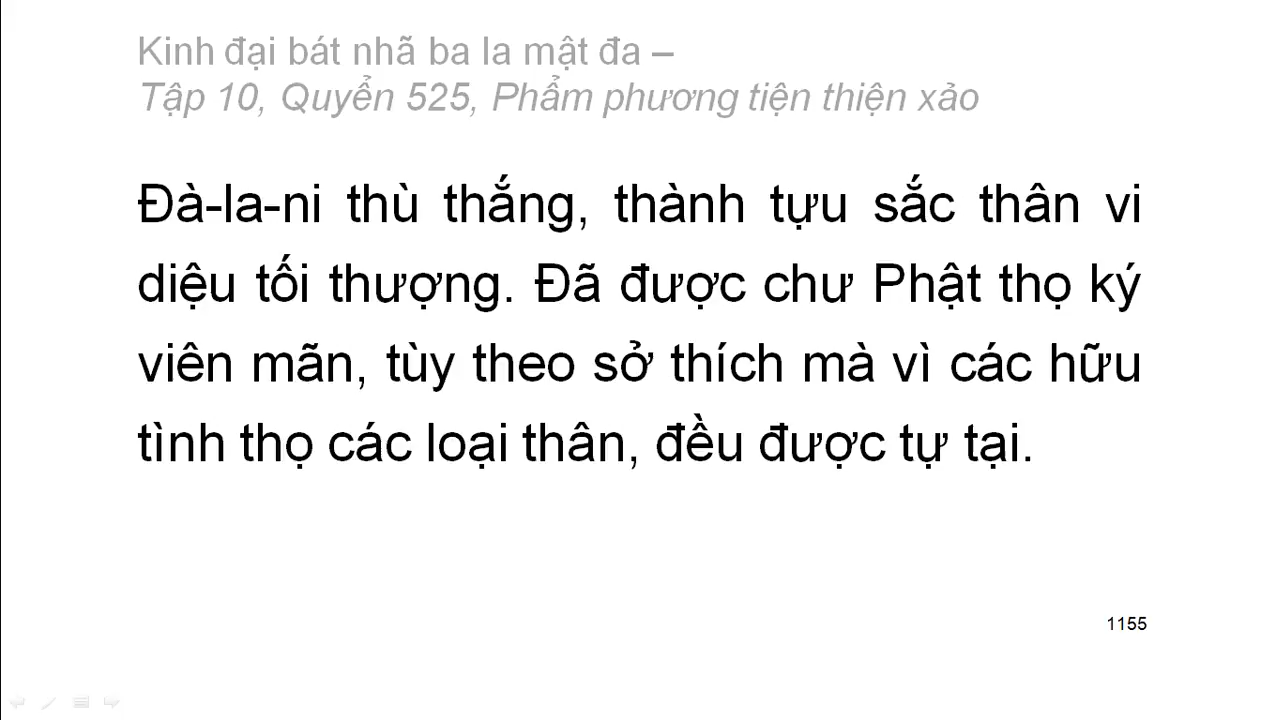 Kinh đại bát nhã ba la mật đa –
Tập 10, Quyển 525, Phẩm phương tiện thiện xảo
Đà-la-ni thù thắng, thành tựu sắc thân vi
diệu tối thượng. Đã được chư Phật thọ ký
viên mãn, tùy theo sở thích mà vì các hữu
tình thọ các loại thân, đều được tự tại.
1155